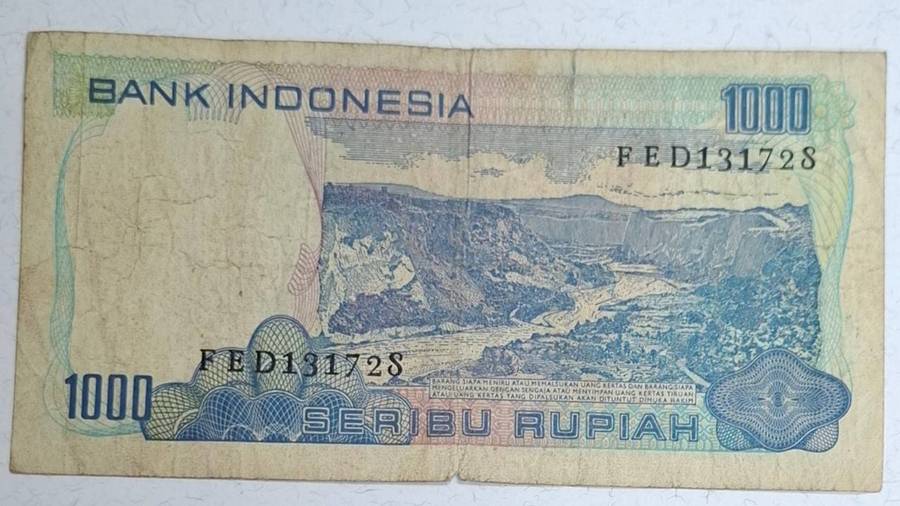 BANK INDONESIA
1000
FED131728
FED131728
1000
BARANG SIAPA MENIRU ATAU MEMALSUKAN UANG KERTAS DAN BARANG SIAPA
MENGELUARKAN DENGAN SENGAJA ATAU MENYIMPAN UANG KERTAS TIRUAN
ATAU UANG KERTAS YANG DIPALSUKAN AKAN DITUNTUT DIMUKA HAKIM
SERIBU RUPIAH